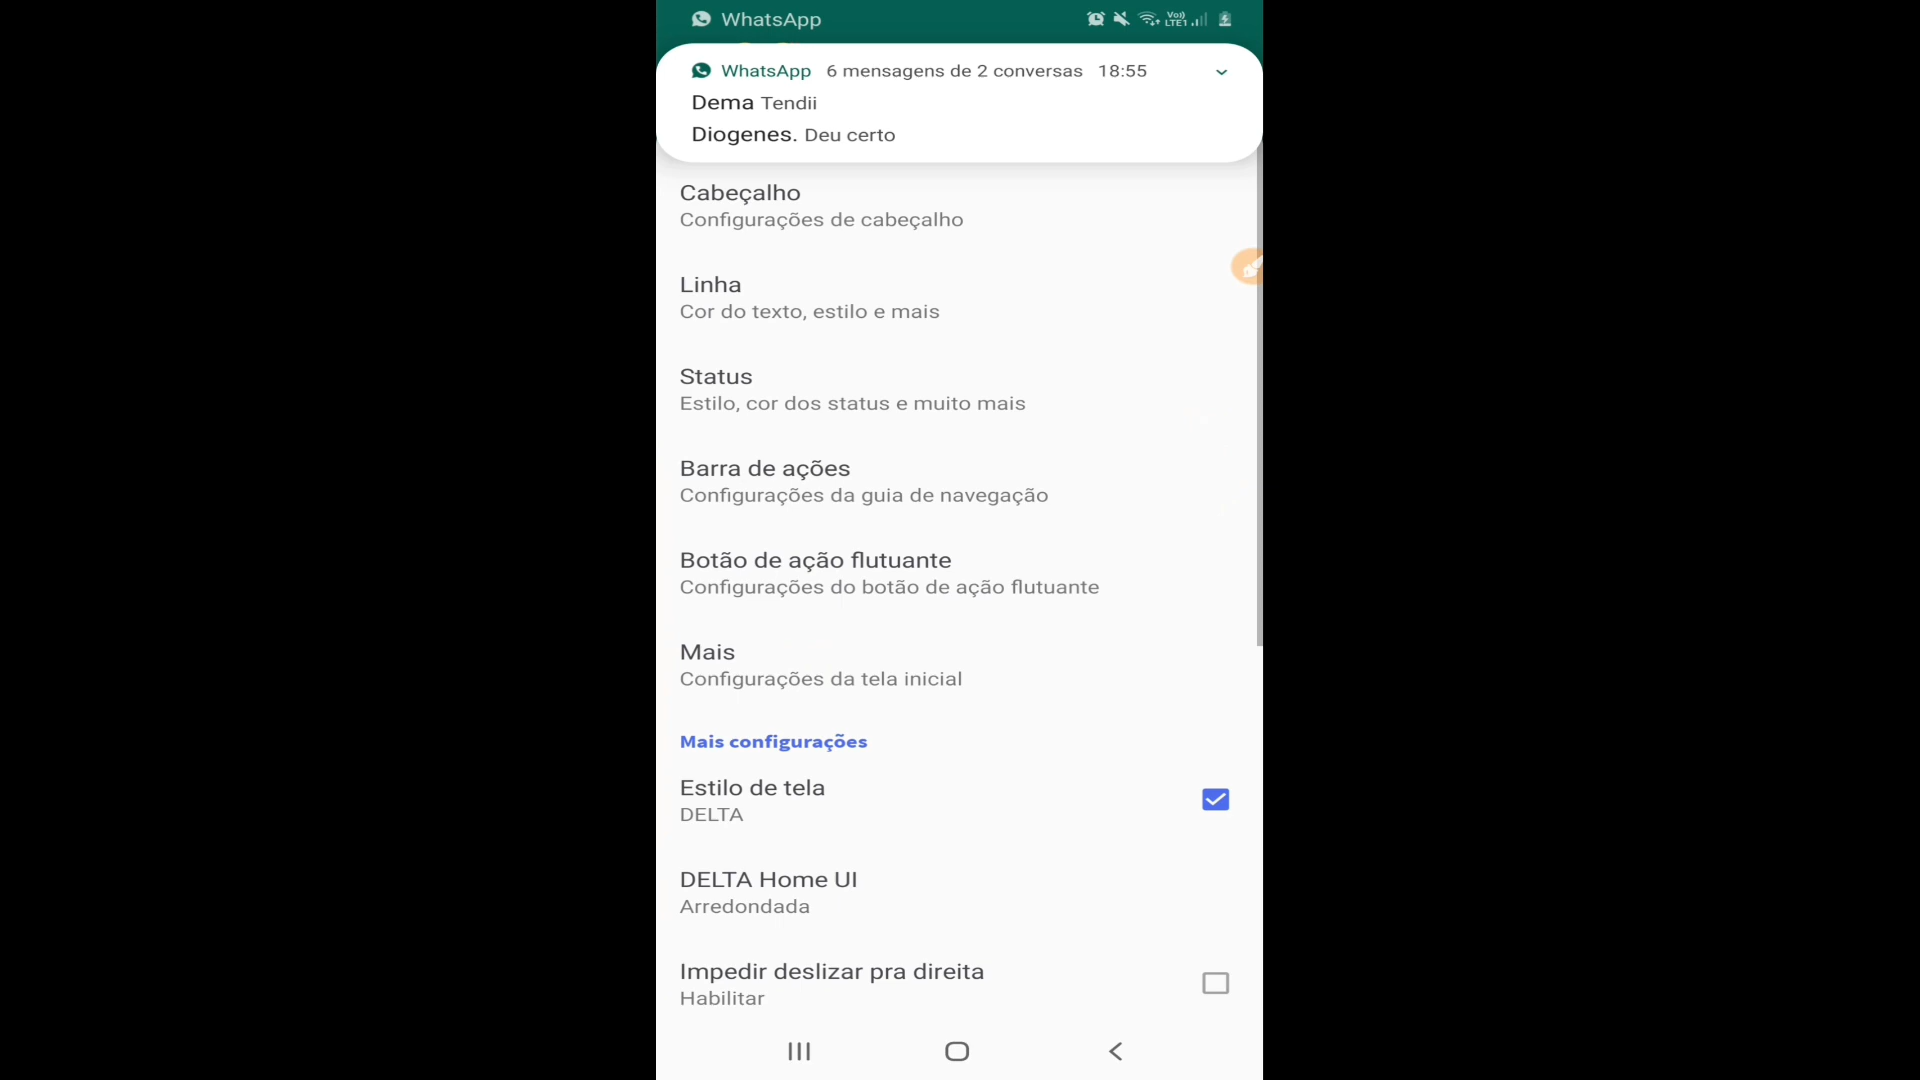 WhatsApp
WhatsApp 6 mensagens de 2 conversas 18:55
Dema Tendii
Diogenes. Deu certo
Cabeçalho
Configurações de cabeçalho
Linha
Cor do texto, estilo e mais
Status
Estilo, cor dos status e muito mais
Barra de ações
Configurações da guia de navegação
Botão de ação flutuante
Configurações do botão de ação flutuante
Mais
Configurações da tela inicial
Mais configurações
Estilo de tela
DELTA
DELTA Home UI
Arredondada
Impedir deslizar pra direita
Habilitar